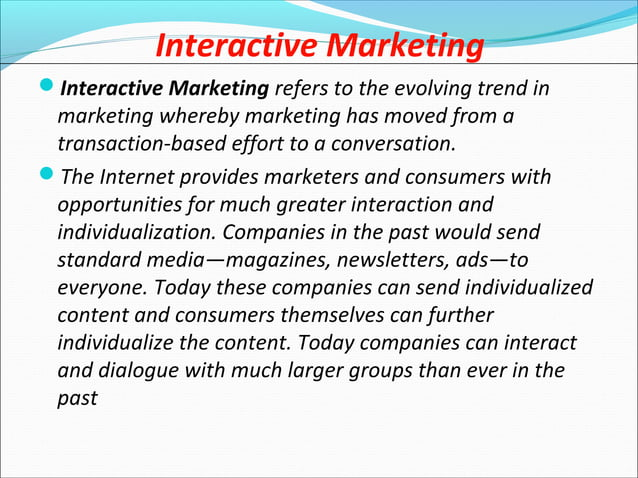 Interactive Marketing
Interactive Marketing refers to the evolving trend in
marketing whereby marketing has moved from a
transaction-based effort to a conversation.
The Internet provides marketers and consumers with
opportunities for much greater interaction and
individualization. Companies in the past would send
standard media—magazines, newsletters, ads—to
everyone. Today these companies can send individualized
content and consumers themselves can further
individualize the content. Today companies can interact
and dialogue with much larger groups than ever in the
past